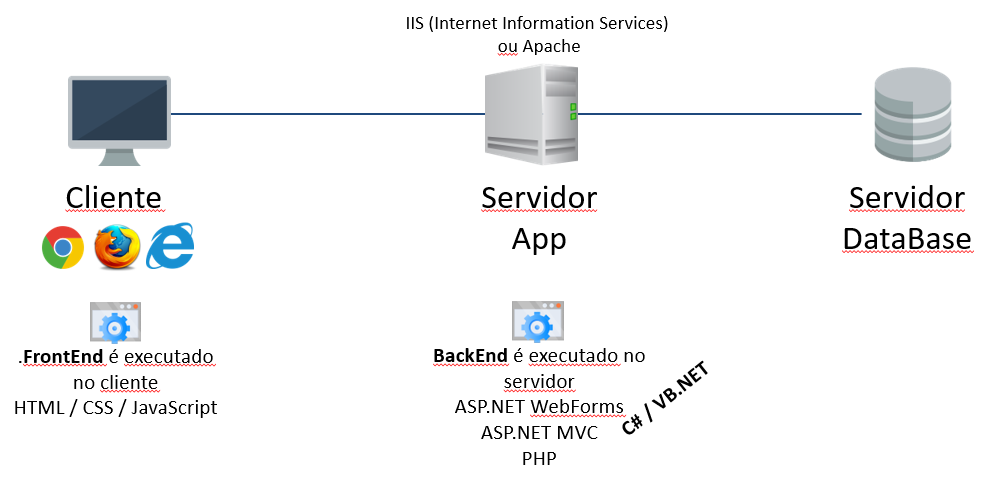 IIS (Internet Information Services)
ou Apache
Cliente
Servidor
App
Servidor
DataBase
.FrontEnd é executado
no cliente
HTML / CSS / JavaScript
BackEnd é executado no
servidor
ASP.NET WebForms
ASP.NET MVC
PHP
C# / VB.NET